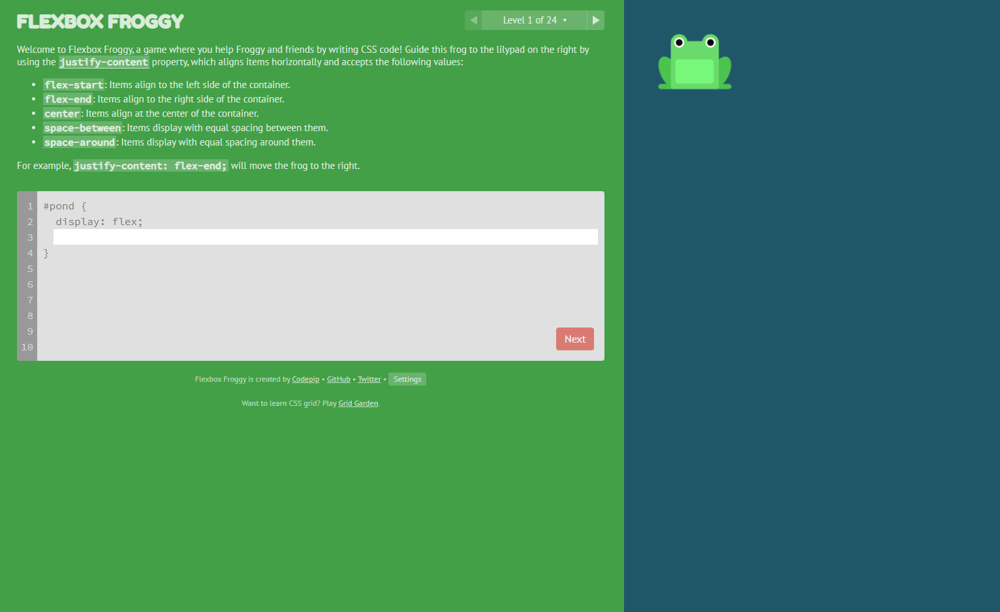 FLEXBOX FROGGY
◀ Level 1 of 24 ▾ ▶
Welcome to Flexbox Froggy, a game where you help Froggy and friends by writing CSS code! Guide this frog to the lilypad on the right by
using the justify-content property, which aligns items horizontally and accepts the following values:
• flex-start: Items align to the left side of the container.
• flex-end: Items align to the right side of the container.
• center: Items align at the center of the container.
• space-between: Items display with equal spacing between them.
• space-around: Items display with equal spacing around them.
For example, justify-content: flex-end; will move the frog to the right.
1 #pond {
2 display: flex;
3
4 }
5
6
7
8
9
10
Next
Flexbox Froggy is created by Codepip • GitHub • Twitter • Settings
Want to learn CSS grid? Play Grid Garden.